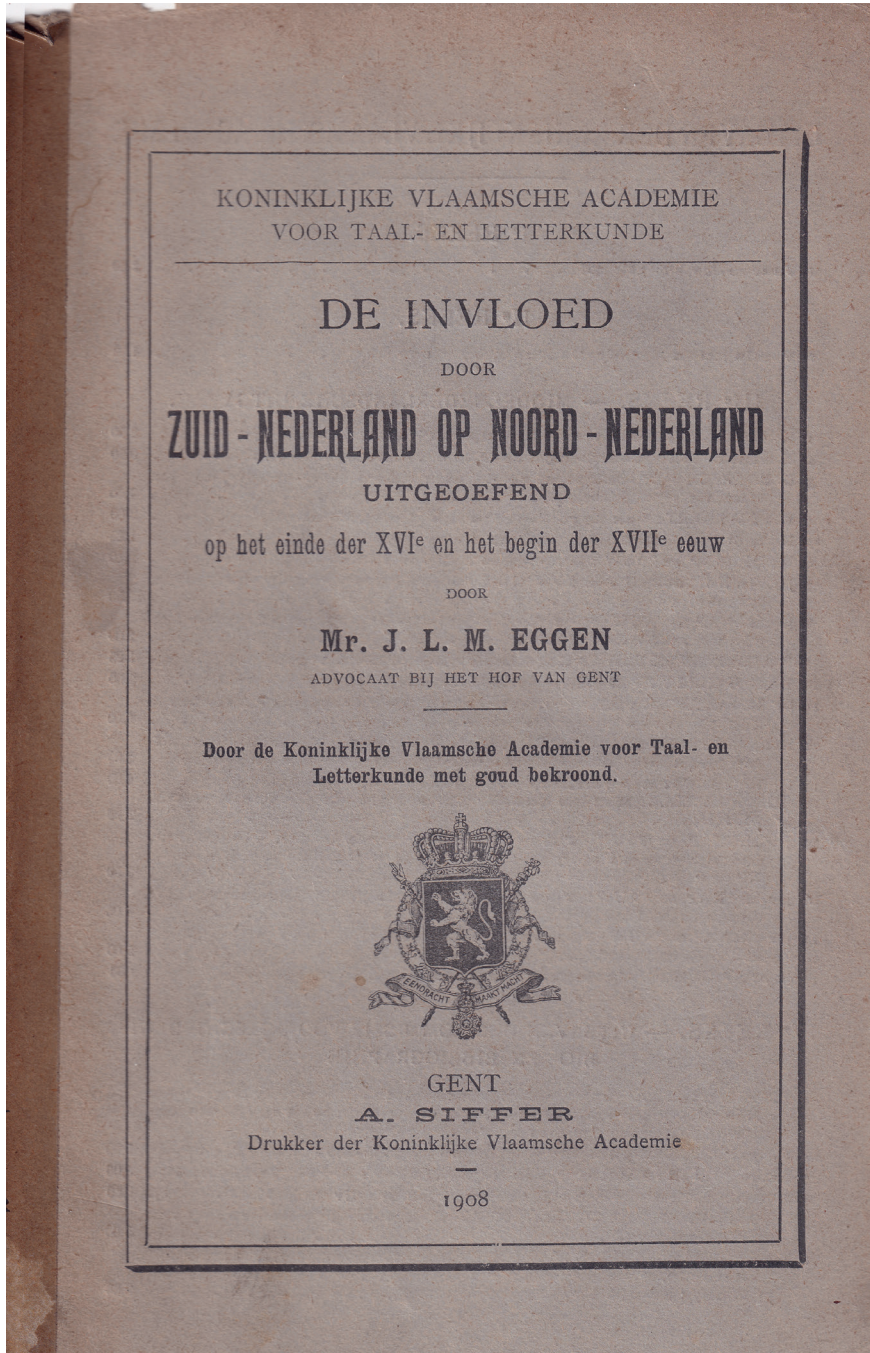 KONINKLIJKE VLAAMSCHE ACADEMIE
VOOR TAAL- EN LETTERKUNDE
DE INVLOED
DOOR
ZUID-NEDERLAND OP NOORD-NEDERLAND
UITGEOEFEND
op het einde der XVIe en het begin der XVIIe eeuw
DOOR
Mr. J. L. M. EGGEN
ADVOCAAT BIJ HET HOF VAN GENT
Door de Koninklijke Vlaamsche Academie voor Taal- en
Letterkunde met goud bekroond.
EENDRACHT MAAKT MACHT
GENT
A. SIFFER
Drukker der Koninklijke Vlaamsche Academie
1908